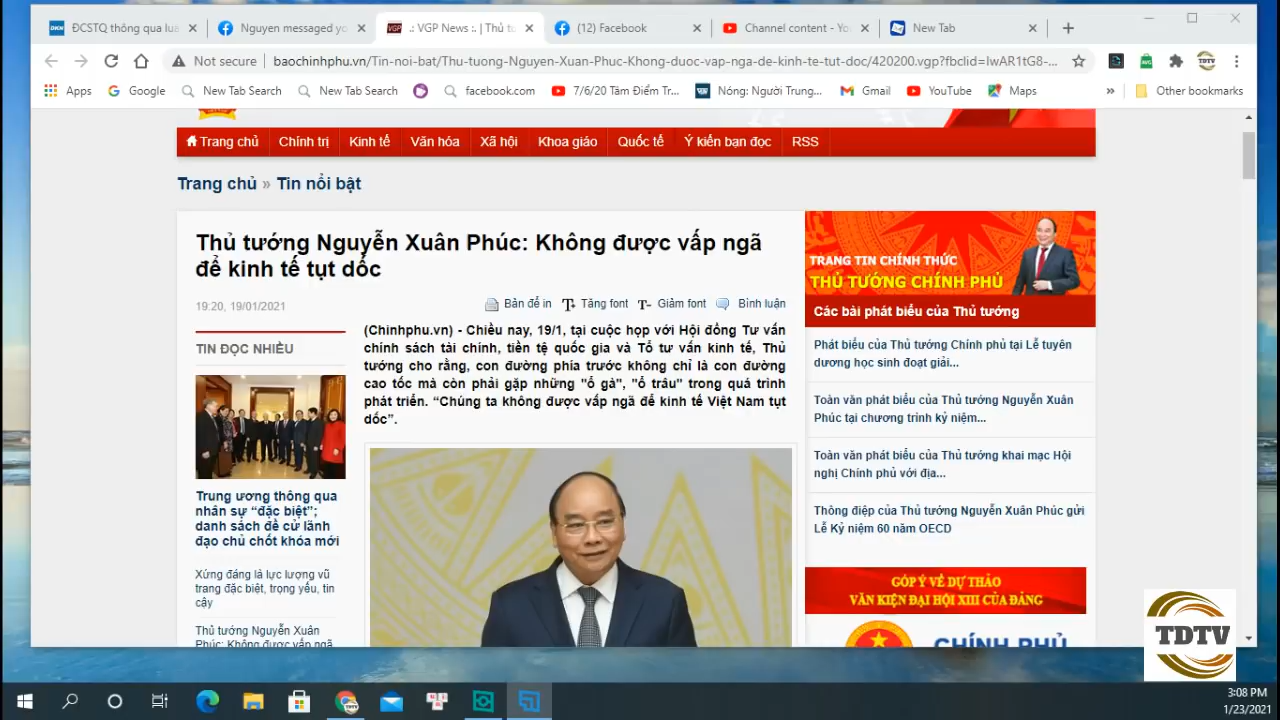 ĐCSTQ thông qua luậ
Nguyen messaged yo
VGP
.: VGP News :. | Thủ t
(12) Facebook
Channel content - You
New Tab
Not secure
baochinhphu.vn/Tin-noi-bat/Thu-tuong-Nguyen-Xuan-Phuc-Khong-duoc-vap-nga-de-kinh-te-tut-doc/420200.vgp?fbclid=IwAR1tG8-...
Apps
Google
New Tab Search
New Tab Search
facebook.com
7/6/20 Tâm Điểm Tr...
Nóng: Người Trung...
Gmail
YouTube
Maps
»
Other bookmarks
Trang chủ
Chính trị
Kinh tế
Văn hóa
Xã hội
Khoa giáo
Quốc tế
Ý kiến bạn đọc
RSS
Trang chủ » Tin nổi bật
Thủ tướng Nguyễn Xuân Phúc: Không được vấp ngã
để kinh tế tụt dốc
19:20, 19/01/2021
Bản để in
Tăng font
Giảm font
Bình luận
TIN ĐỌC NHIỀU
Trung ương thông qua
nhân sự “đặc biệt”;
danh sách đề cử lãnh
đạo chủ chốt khóa mới
Xứng đáng là lực lượng vũ
trang đặc biệt, trọng yếu, tin
cậy
Thủ tướng Nguyễn Xuân
Phúc: Không được vấp ngã
(Chinhphu.vn) - Chiều nay, 19/1, tại cuộc họp với Hội đồng Tư vấn
chính sách tài chính, tiền tệ quốc gia và Tổ tư vấn kinh tế, Thủ
tướng cho rằng, con đường phía trước không chỉ là con đường
cao tốc mà còn phải gặp những "ổ gà", "ổ trâu" trong quá trình
phát triển. “Chúng ta không được vấp ngã để kinh tế Việt Nam tụt
dốc”.
TRANG TIN CHÍNH THỨC
THỦ TƯỚNG CHÍNH PHỦ
Các bài phát biểu của Thủ tướng
Phát biểu của Thủ tướng Chính phủ tại Lễ tuyên
dương học sinh đoạt giải...
Toàn văn phát biểu của Thủ tướng Nguyễn Xuân
Phúc tại chương trình kỷ niệm...
Toàn văn phát biểu của Thủ tướng khai mạc Hội
nghị Chính phủ với địa...
Thông điệp của Thủ tướng Nguyễn Xuân Phúc gửi
Lễ Kỷ niệm 60 năm OECD
GÓP Ý VỀ DỰ THẢO
VĂN KIỆN ĐẠI HỘI XIII CỦA ĐẢNG
CHÍNH PHỦ
TDTV
3:08 PM
1/23/2021